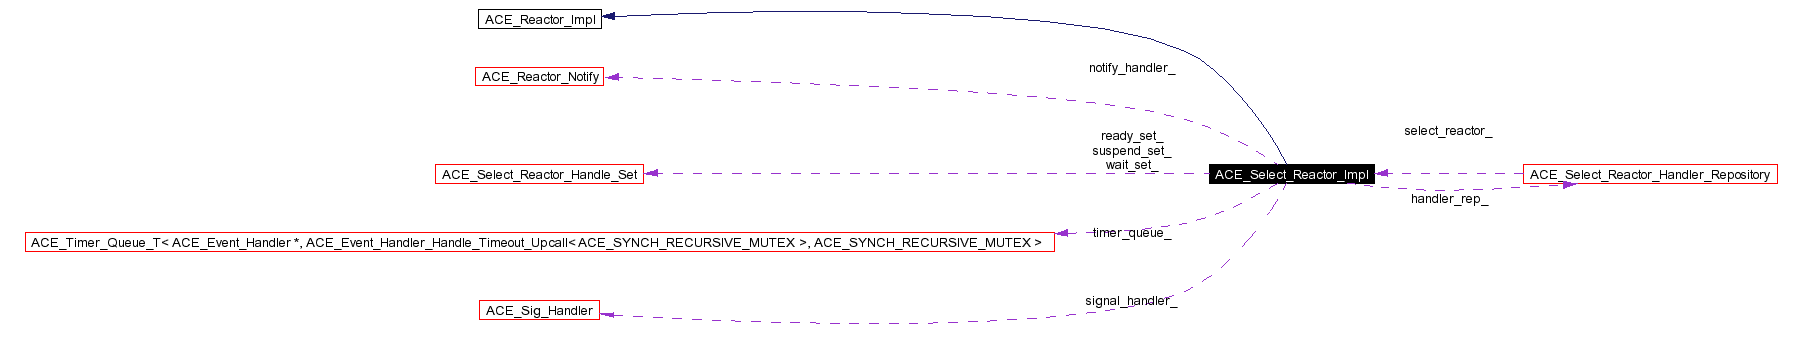 ACE_Reactor_Impl
ACE_Reactor_Notify
notify_handler_
select_reactor_
ready_set_
suspend_set_
wait_set_
ACE_Select_Reactor_Handle_Set
ACE_Select_Reactor_Impl
ACE_Select_Reactor_Handler_Repository
handler_rep_
ACE_Timer_Queue_T< ACE_Event_Handler *, ACE_Event_Handler_Handle_Timeout_Upcall< ACE_SYNCH_RECURSIVE_MUTEX >, ACE_SYNCH_RECURSIVE_MUTEX >
timer_queue_
signal_handler_
ACE_Sig_Handler